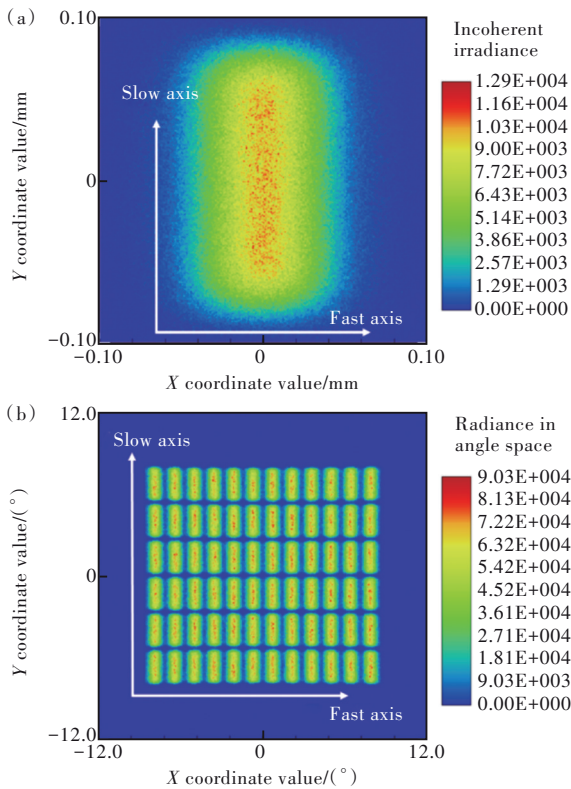 (a)
0.10
Incoherent
irradiance
Slow axis
Y coordinate value/mm
0
Fast axis
-0.10
-0.10
0
0.10
X coordinate value/mm
1.29E+004
1.16E+004
1.03E+004
9.00E+003
7.72E+003
6.43E+003
5.14E+003
3.86E+003
2.57E+003
1.29E+003
0.00E+000
(b)
12.0
Radiance in
angle space
Slow axis
Y coordinate value/(°)
0
Fast axis
-12.0
-12.0
0
12.0
X coordinate value/(°)
9.03E+004
8.13E+004
7.22E+004
6.32E+004
5.42E+004
4.52E+004
3.61E+004
2.71E+004
1.81E+004
9.03E+003
0.00E+000